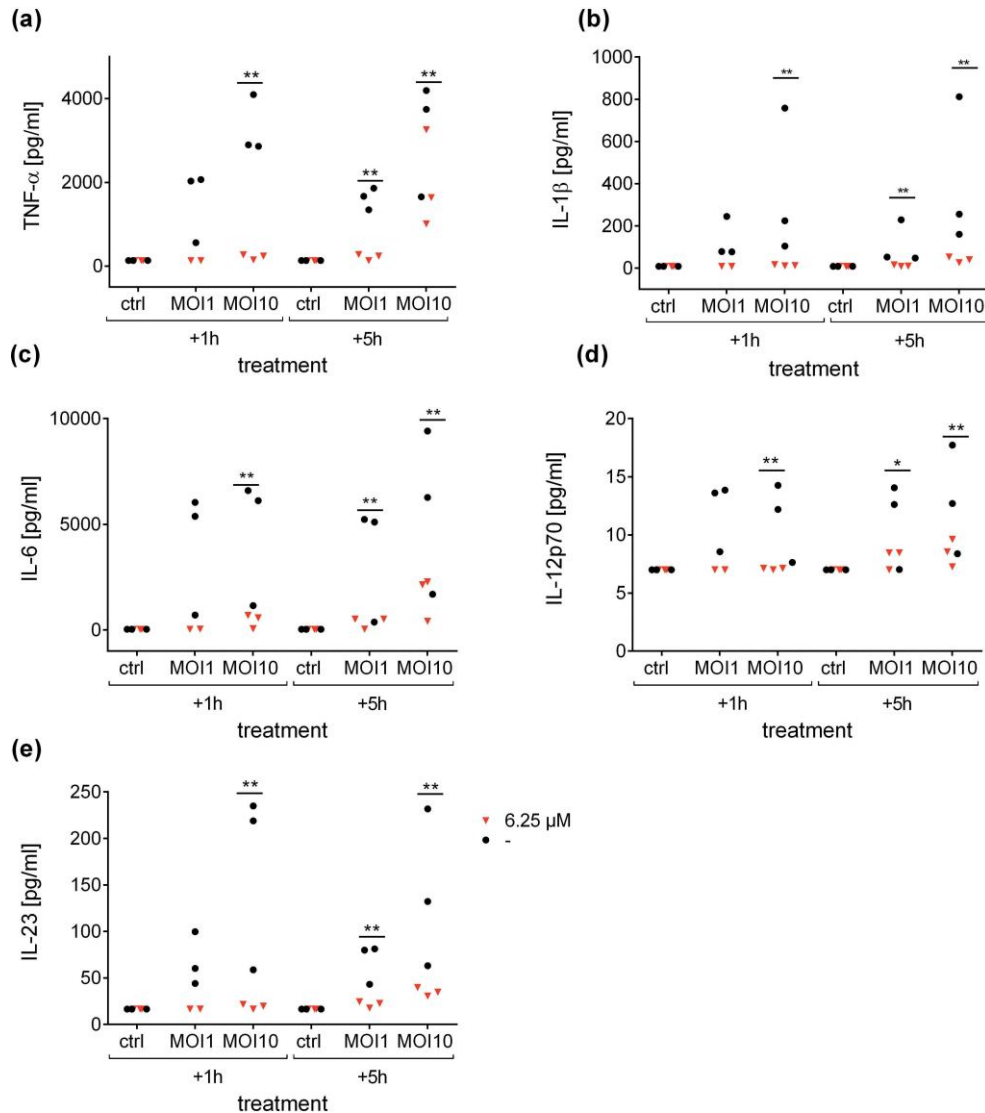 (a)
TNF-α [pg/ml]
4000
2000
0
** ** **
ctrl MOI1 MOI10 ctrl MOI1 MOI10
+1h +5h
treatment
(b)
IL-1β [pg/ml]
1000
800
600
400
200
0
** ** **
ctrl MOI1 MOI10 ctrl MOI1 MOI10
+1h +5h
treatment
(c)
IL-6 [pg/ml]
10000
5000
0
** ** **
ctrl MOI1 MOI10 ctrl MOI1 MOI10
+1h +5h
treatment
(d)
IL-12p70 [pg/ml]
20
15
10
5
0
** * **
ctrl MOI1 MOI10 ctrl MOI1 MOI10
+1h +5h
treatment
(e)
IL-23 [pg/ml]
250
200
150
100
50
0
** ** **
ctrl MOI1 MOI10 ctrl MOI1 MOI10
+1h +5h
treatment
6.25 µM
-